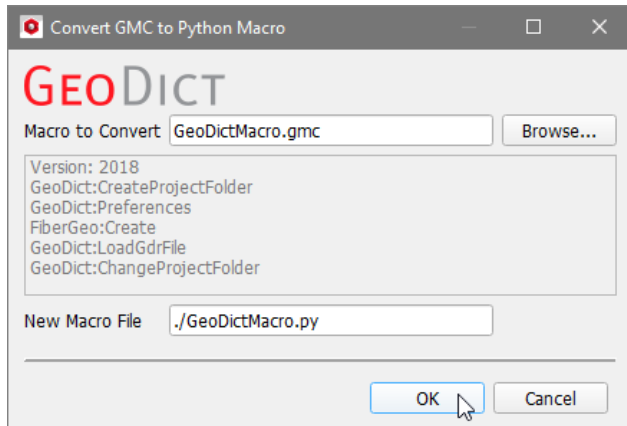 Convert GMC to Python Macro
GEODICT
Macro to Convert GeoDictMacro.gmc Browse...
Version: 2018
GeoDict:CreateProjectFolder
GeoDict:Preferences
FiberGeo:Create
GeoDict:LoadGdrFile
GeoDict:ChangeProjectFolder
New Macro File ./GeoDictMacro.py
OK Cancel